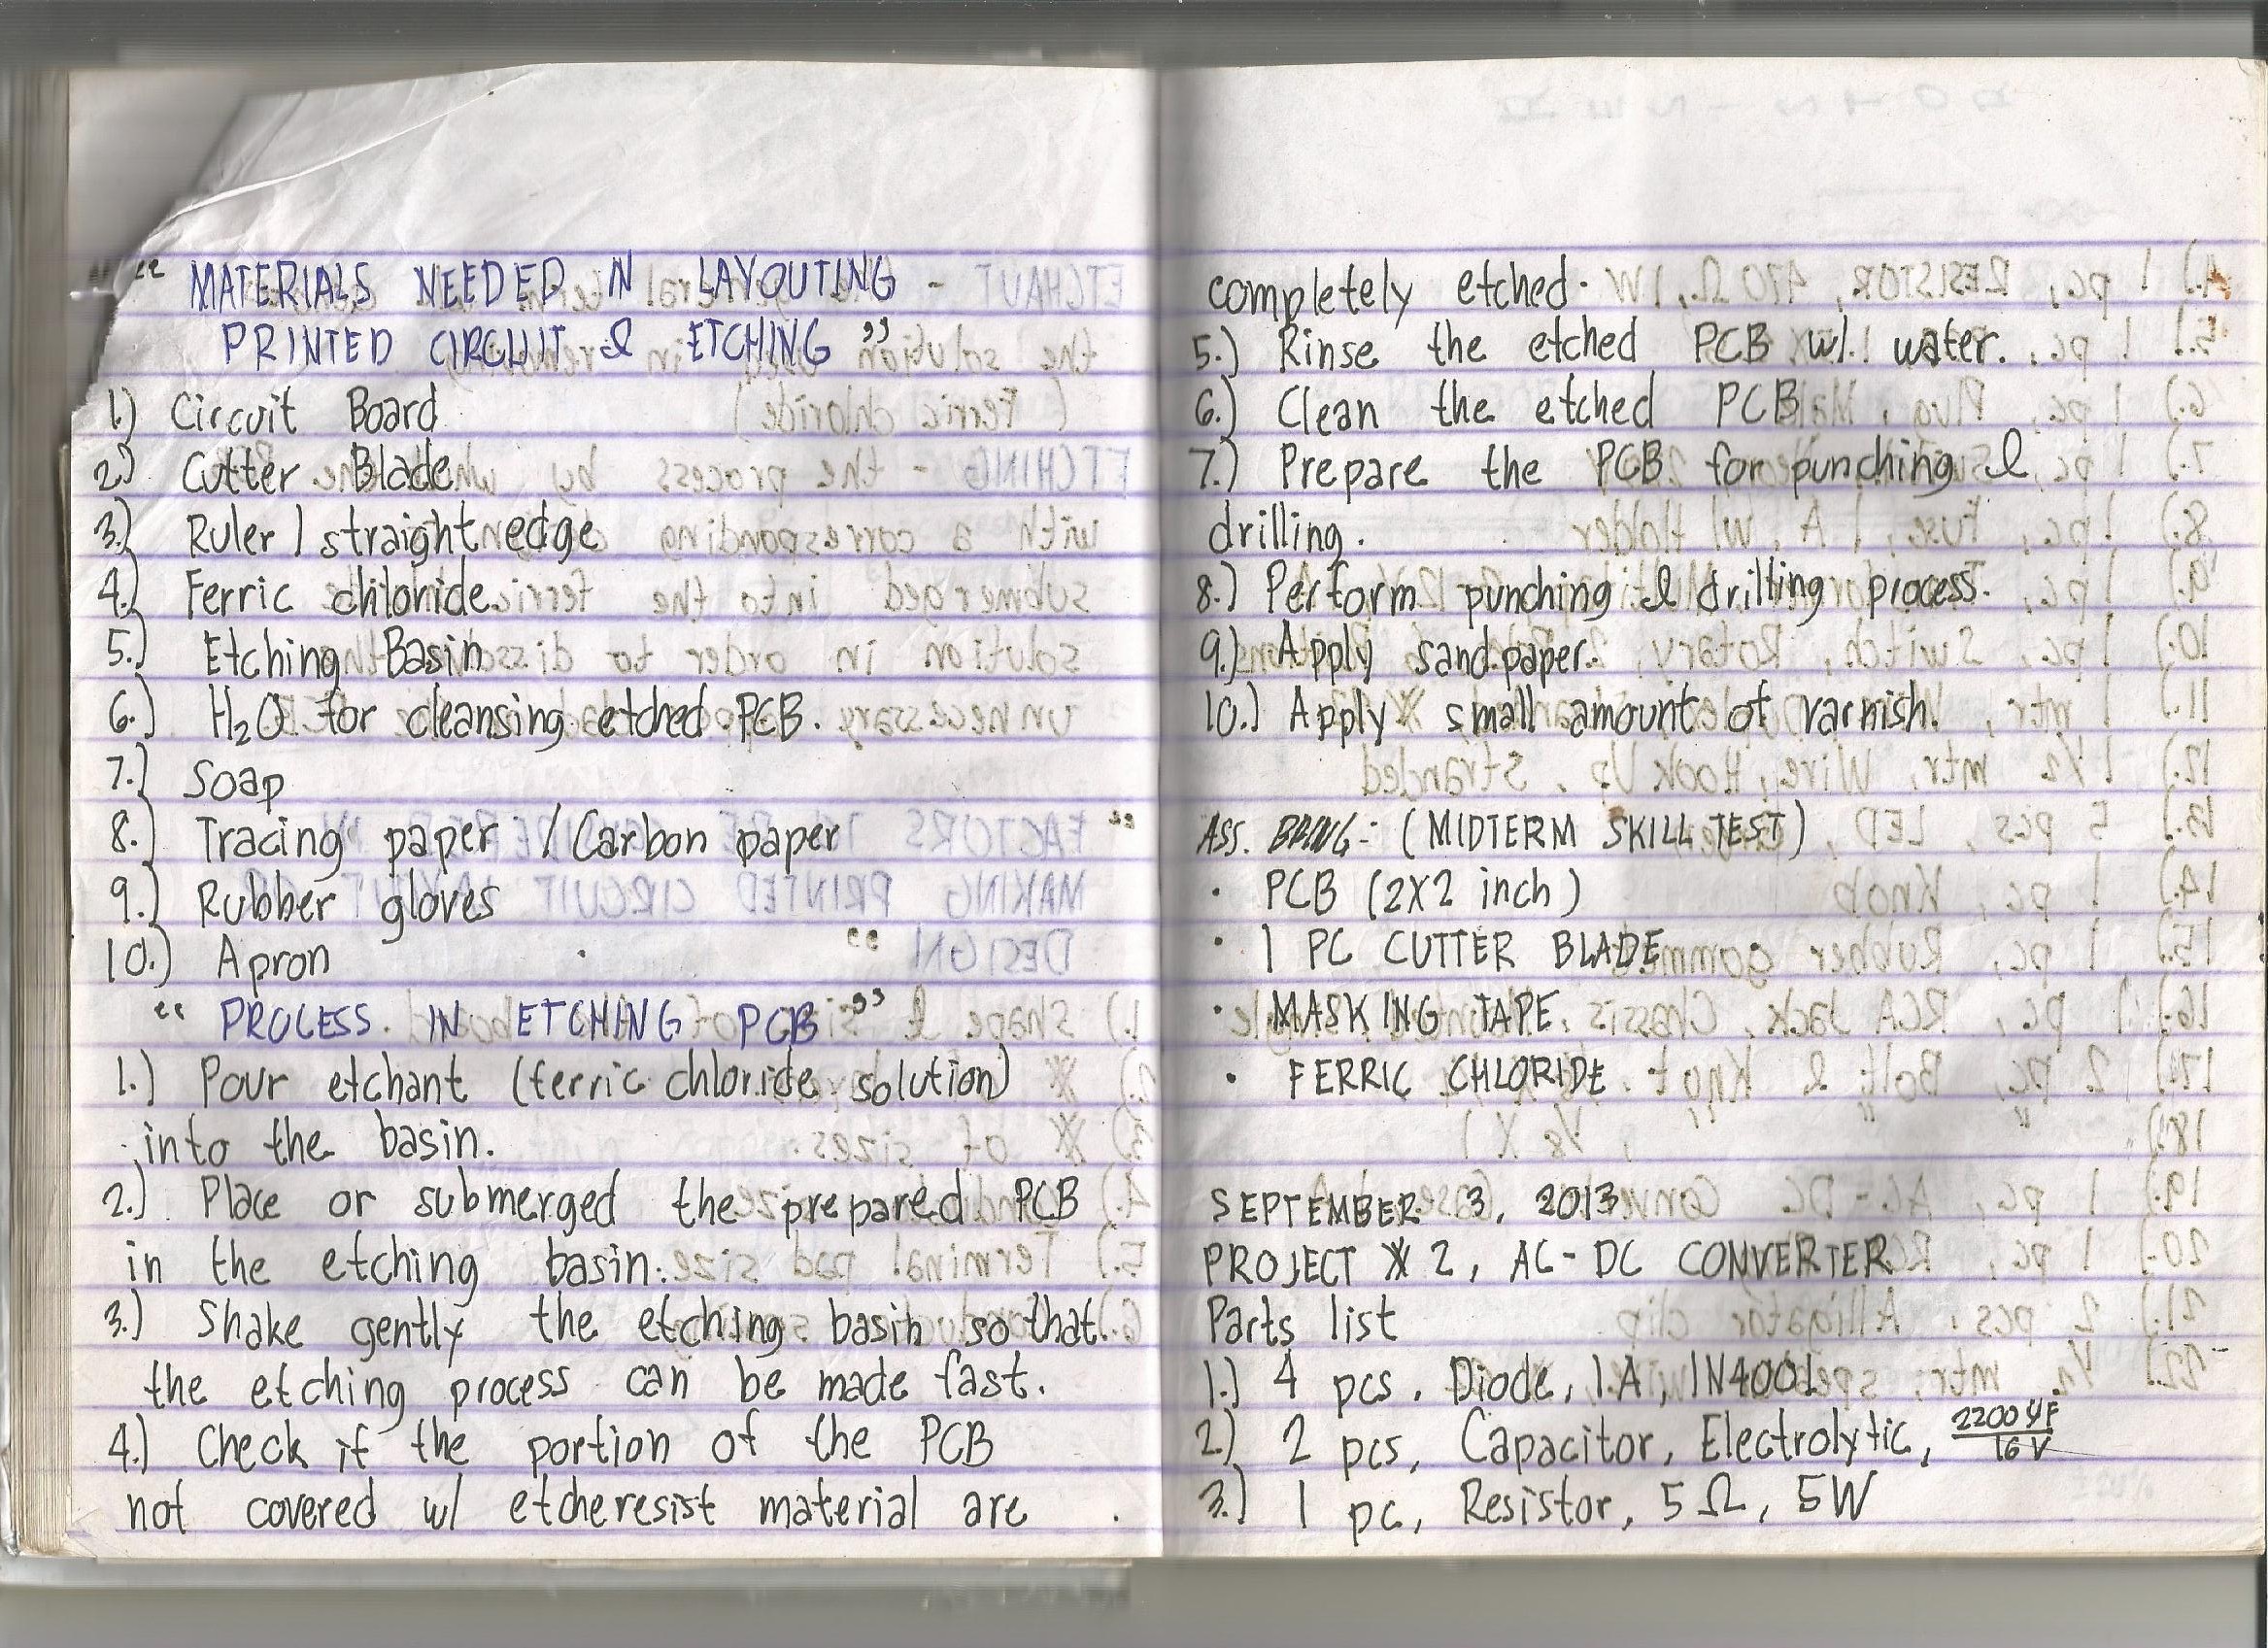 “ MATERIALS NEEDED IN LAYOUTING -
PRINTED CIRCUIT & ETCHING ”
1.) Circuit Board
2.) Cutter Blade
3.) Ruler / straight edge
4.) Ferric chiloride
5.) Etching Basin
6.) H₂O for cleansing etched PCB.
7.) Soap
8.) Tracing paper / Carbon paper
9.) Rubber gloves
10.) Apron
“ PROCESS IN ETCHING PCB ”
1.) Pour etchant (ferric chloride solution)
into the basin.
2.) Place or submerged the prepared PCB
in the etching basin.
3.) Shake gently the etching basin so that
the etching process can be made fast.
4.) Check if the portion of the PCB
not covered w/ etcheresist material are
completely etched.
5.) Rinse the etched PCB w/ water.
6.) Clean the etched PCB
7.) Prepare the PCB for punching &
drilling.
8.) Perform punching & drilling process.
9.) Apply sand paper.
10.) Apply small amount of varnish.
ASS. BRING: (MIDTERM SKILL TEST)
• PCB (2X2 inch)
• 1 PC CUTTER BLADE
• MASKING TAPE
• FERRIC CHLORIDE
SEPTEMBER 3, 2013
PROJECT # 2, AC-DC CONVERTER
Parts list
1.) 4 pcs. Diode, 1A, 1N4001
2.) 2 pcs, Capacitor, Electrolytic, 2200 µF / 16 V
3.) 1 pc, Resistor, 5 Ω, 5W